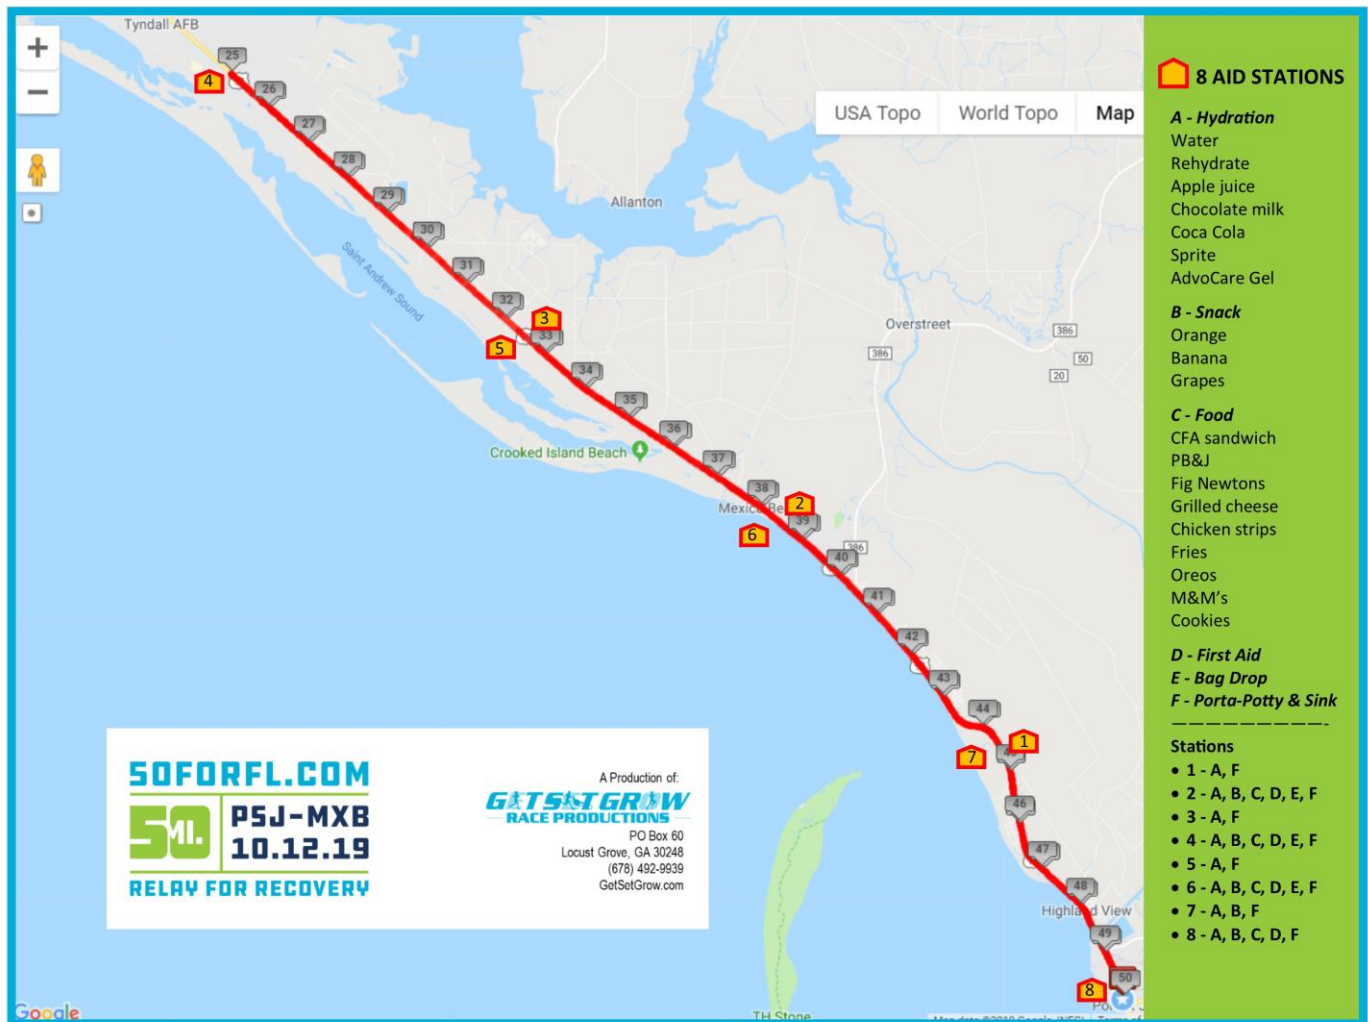 Tyndall AFB
+
−
25
4
26
27
28
29
30
31
32
3
33
5
34
35
36
37
38
2
39
6
40
41
42
43
44
1
7
46
47
48
49
50
8
USA Topo
World Topo
Map
Allanton
Saint Andrew Sound
Overstreet
386
386
50
20
Crooked Island Beach
386
Highland View
TH Stone
Google
50FORFL.COM
50 MI.
PSJ-MXB
10.12.19
RELAY FOR RECOVERY
A Production of:
GETSETGROW
RACE PRODUCTIONS
PO Box 60
Locust Grove, GA 30248
(678) 492-9939
GetSetGrow.com
8 AID STATIONS
A - Hydration
Water
Rehydrate
Apple juice
Chocolate milk
Coca Cola
Sprite
AdvoCare Gel
B - Snack
Orange
Banana
Grapes
C - Food
CFA sandwich
PB&J
Fig Newtons
Grilled cheese
Chicken strips
Fries
Oreos
M&M's
Cookies
D - First Aid
E - Bag Drop
F - Porta-Potty & Sink
——————————-
Stations
• 1 - A, F
• 2 - A, B, C, D, E, F
• 3 - A, F
• 4 - A, B, C, D, E, F
• 5 - A, F
• 6 - A, B, C, D, E, F
• 7 - A, B, F
• 8 - A, B, C, D, F